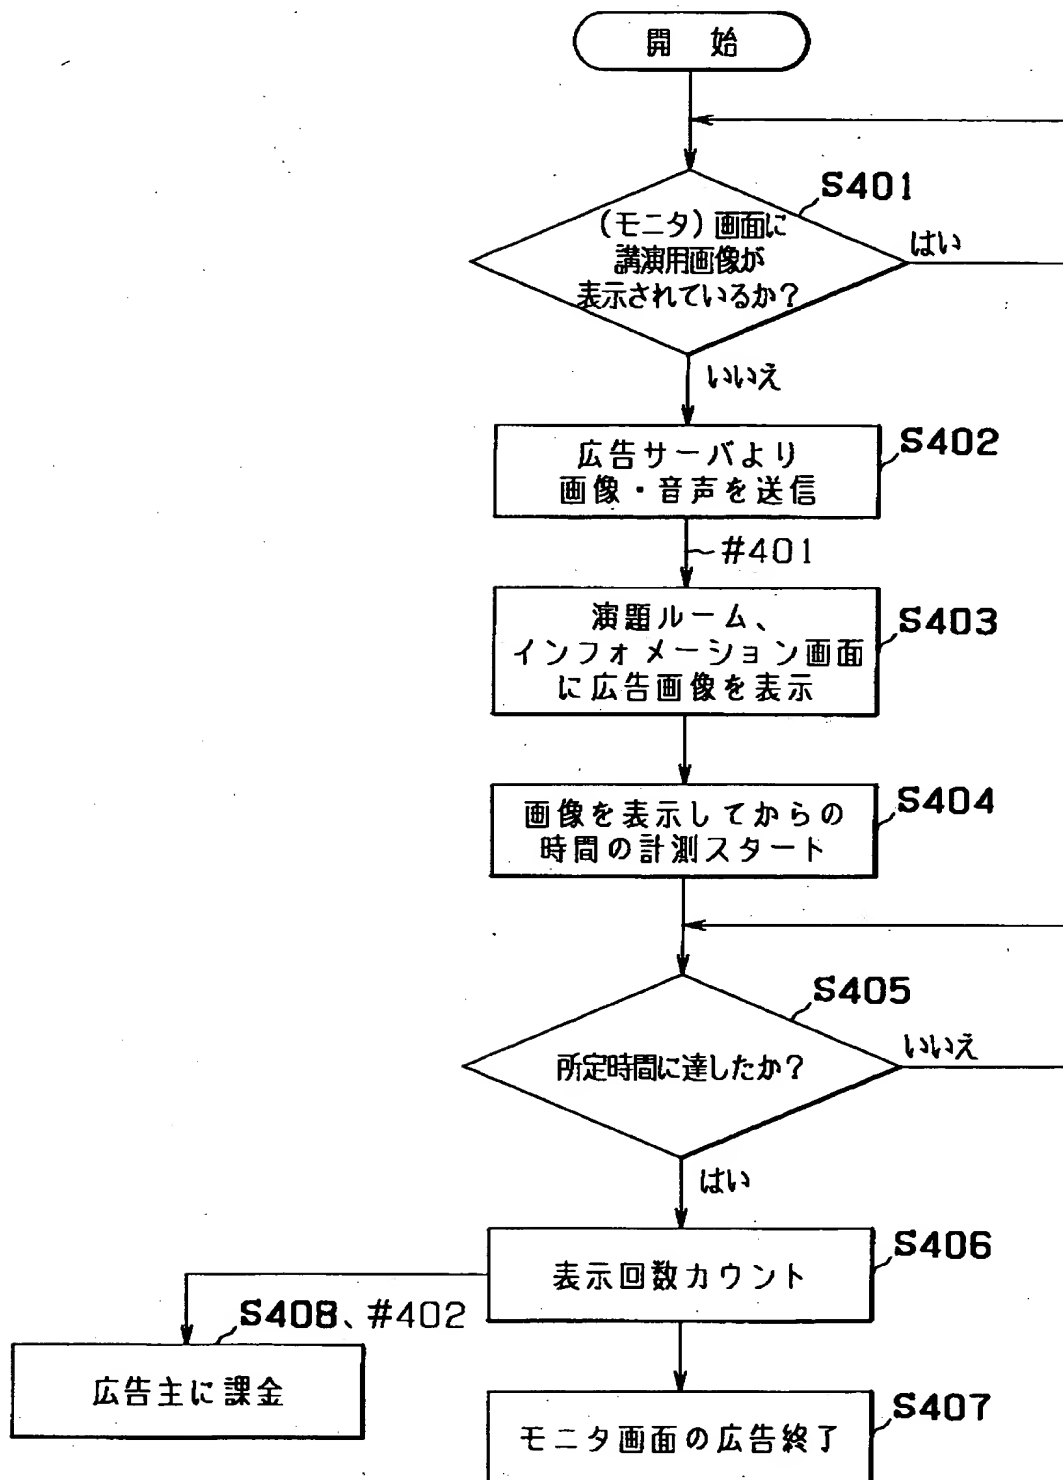 開 始
S401
(モニタ)画面に
講演用画像が
表示されているか?
はい
いいえ
S402
広告サーバより
画像・音声を送信
#401
S403
演題ルーム、
インフォメーション画面
に広告画像を表示
S404
画像を表示してからの
時間の計測スタート
S405
所定時間に達したか?
いいえ
はい
S406
表示回数カウント
S408、#402
広告主に課金
S407
モニタ画面の広告終了